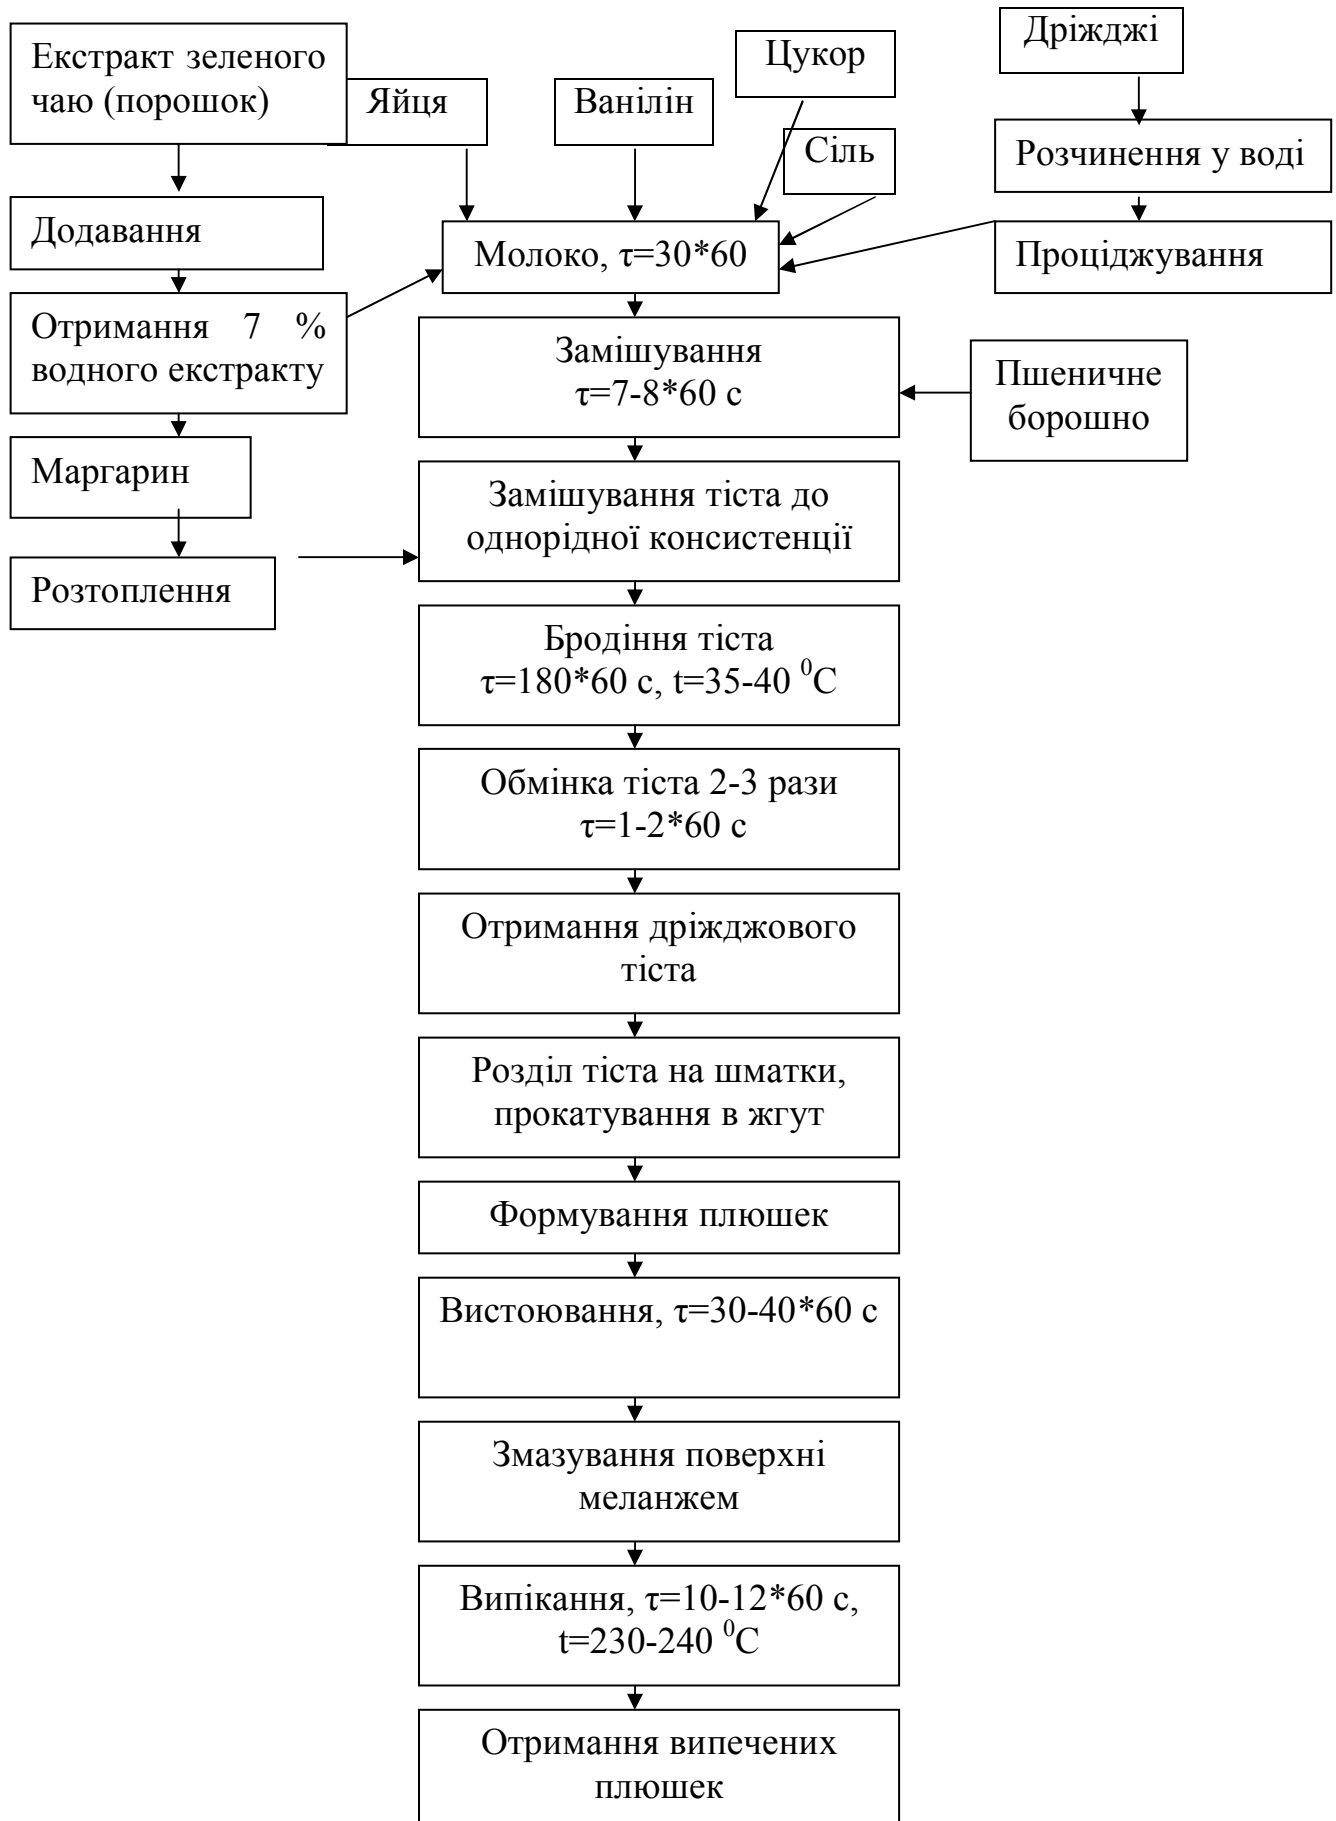 Екстракт зеленого
чаю (порошок)
Яйця
Ванілін
Цукор
Сіль
Дріжджі
Розчинення у воді
Проціджування
Додавання
Отримання 7 %
водного екстракту
Маргарин
Розтоплення
Молоко, τ=30*60
Замішування
τ=7-8*60 с
Пшеничне
борошно
Замішування тіста до
однорідної консистенції
Бродіння тіста
τ=180*60 с, t=35-40 ⁰С
Обмінка тіста 2-3 рази
τ=1-2*60 с
Отримання дріжджового
тіста
Розділ тіста на шматки,
прокатування в жгут
Формування плюшек
Вистоювання, τ=30-40*60 с
Змазування поверхні
меланжем
Випікання, τ=10-12*60 с,
t=230-240 ⁰С
Отримання випечених
плюшек